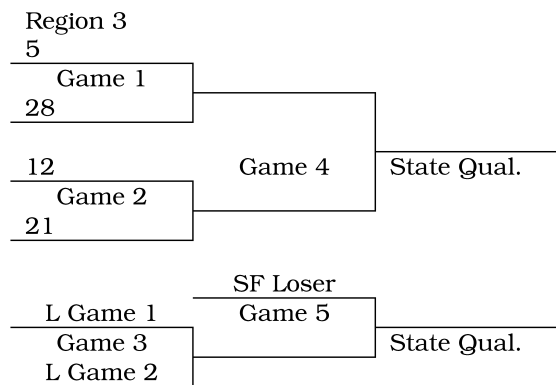 Region 3
5
Game 1
28
12
Game 4
State Qual.
Game 2
21
SF Loser
L Game 1
Game 5
Game 3
State Qual.
L Game 2